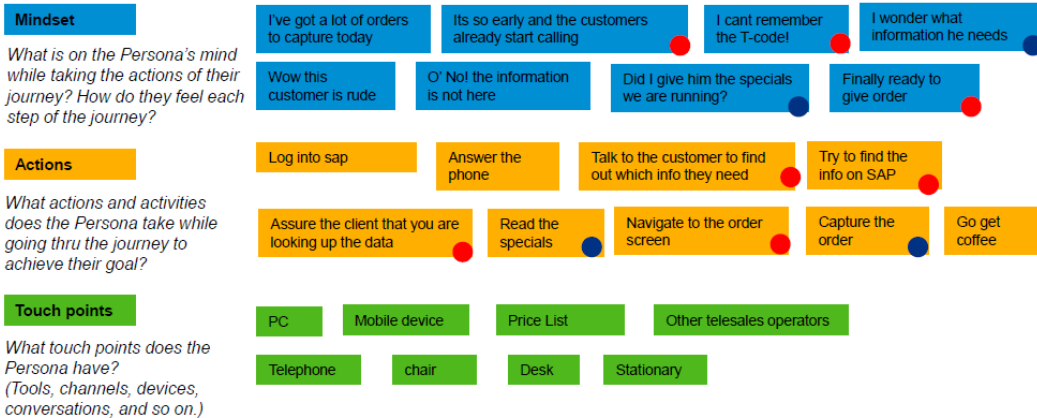 Mindset
What is on the Persona's mind
while taking the actions of their
journey? How do they feel each
step of the journey?
I've got a lot of orders
to capture today
Its so early and the customers
already start calling
I cant remember
the T-code!
I wonder what
information he needs
Wow this
customer is rude
O' No! the information
is not here
Did I give him the specials
we are running?
Finally ready to
give order
Actions
What actions and activities
does the Persona take while
going thru the journey to
achieve their goal?
Log into sap
Answer the
phone
Talk to the customer to find
out which info they need
Try to find the
info on SAP
Assure the client that you are
looking up the data
Read the
specials
Navigate to the order
screen
Capture the
order
Go get
coffee
Touch points
What touch points does the
Persona have?
(Tools, channels, devices,
conversations, and so on.)
PC
Mobile device
Price List
Other telesales operators
Telephone
chair
Desk
Stationary